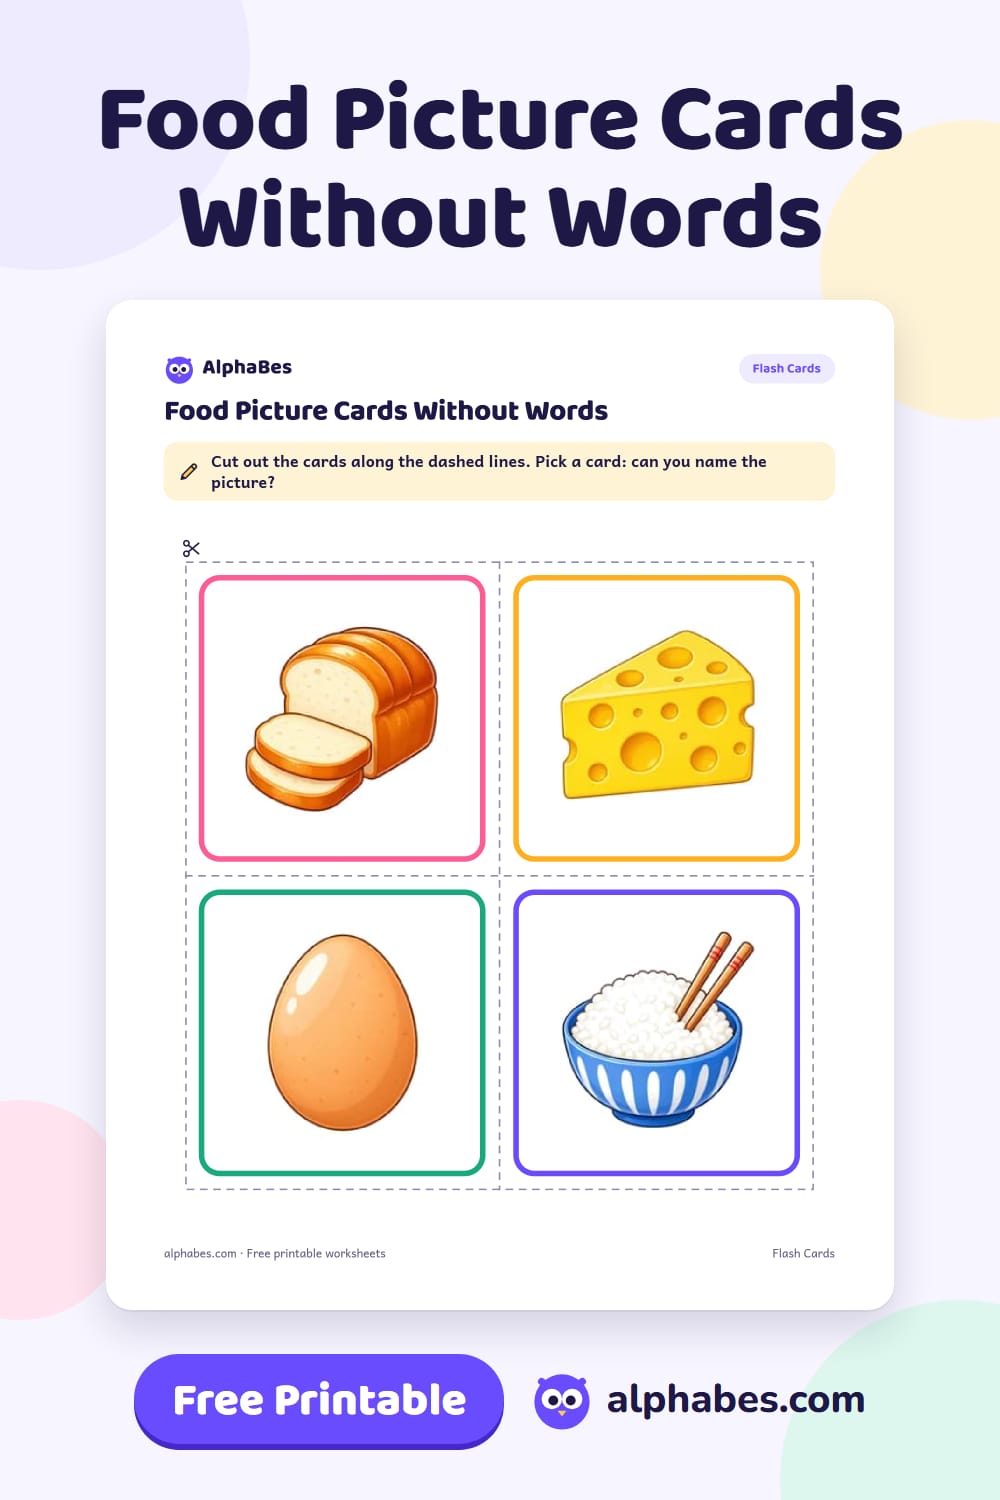 Food Picture Cards
Without Words
AlphaBes
Flash Cards
Food Picture Cards Without Words
Cut out the cards along the dashed lines. Pick a card: can you name the
picture?
alphabes.com · Free printable worksheets
Flash Cards
Free Printable
alphabes.com